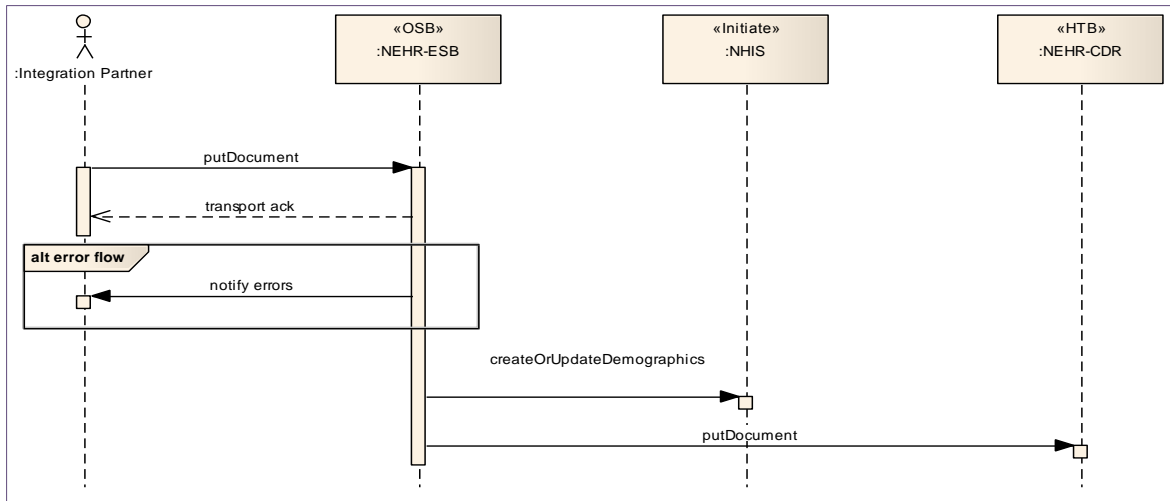 «OSB»
:NEHR-ESB
«Initiate»
:NHIS
«HTB»
:NEHR-CDR
:Integration Partner
putDocument
transport ack
alt error flow
notify errors
createOrUpdateDemographics
putDocument